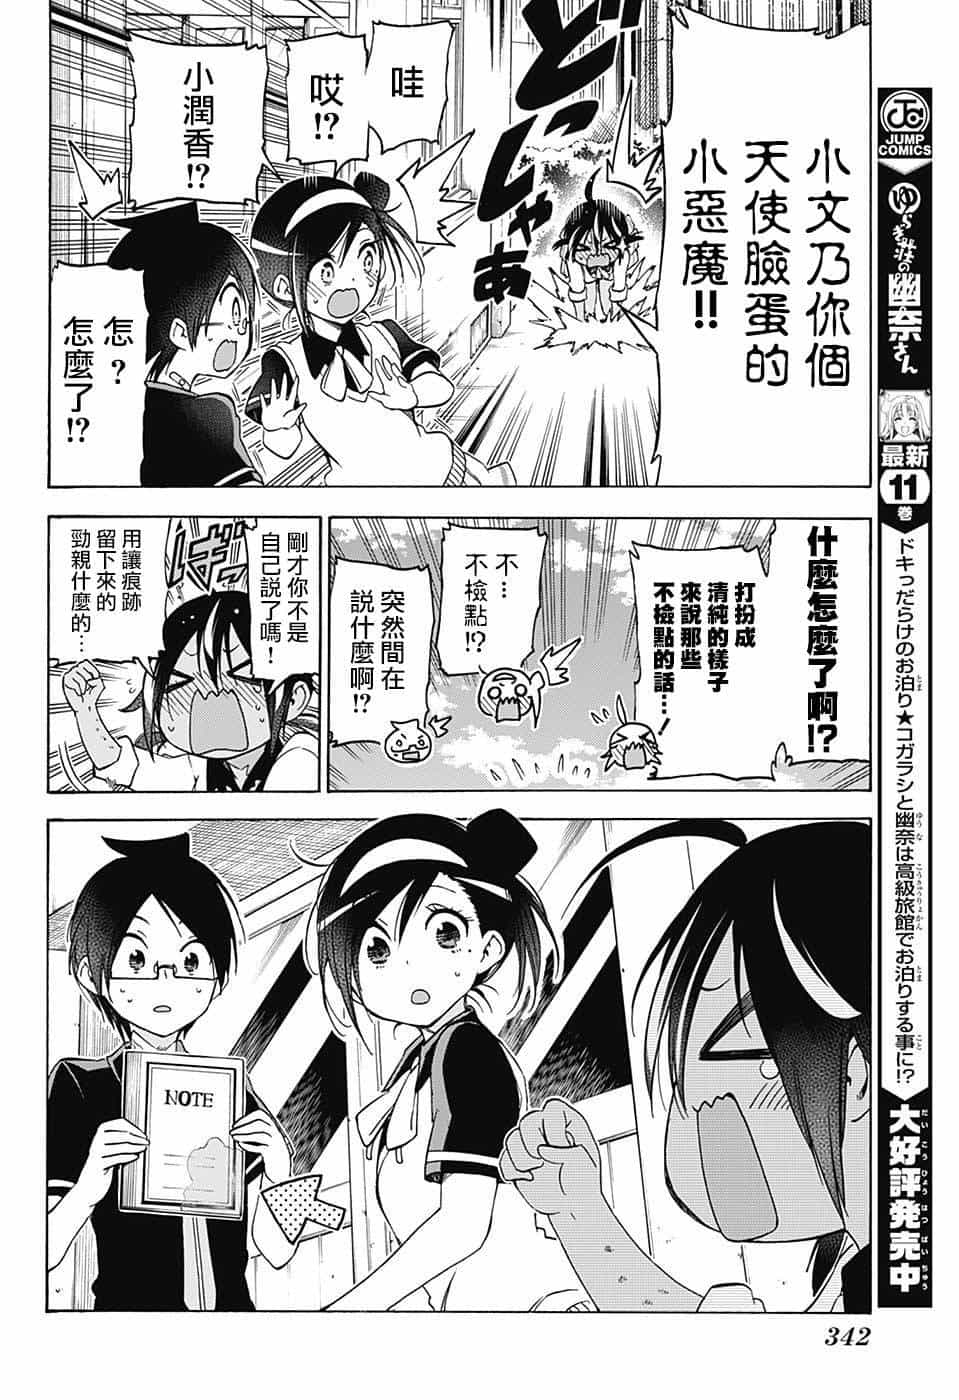 小文乃你個
天使臉蛋的
小惡魔!!
どしゃあ
哇
哎!?
小潤香!?
怎？
怎麼了!?
什麼怎麼了啊!?
打扮成
清純的樣子
來說那些
不檢點的話…!
不…
不檢點!?
突然間在
説什麼啊!?
剛才你不是
自己説了嗎!
用讓痕跡
留下來的
勁親什麼的…
ばっ
NOTE
JUMP
COMICS
ゆらぎ荘の幽奈さん
最新
11
巻
ドキっだらけのお泊り★コガラシと幽奈は高級旅館でお泊りする事に!?
大好評発売中
342